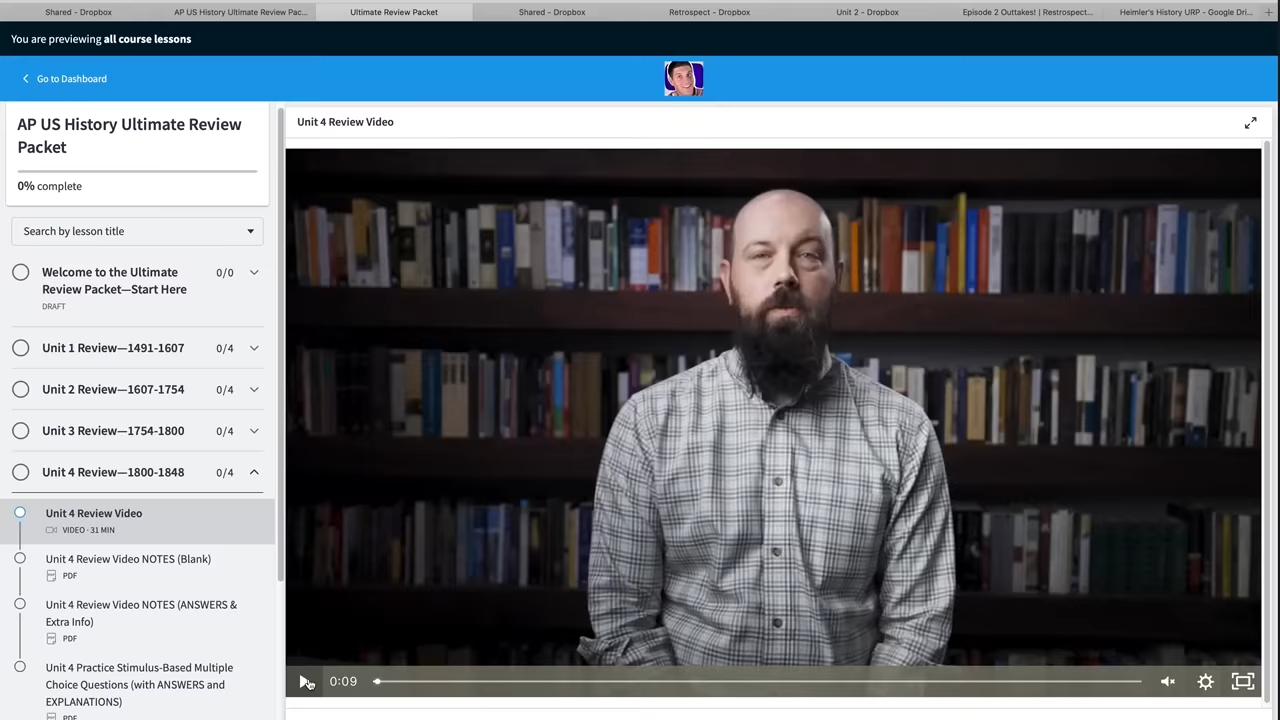 Shared - Dropbox
AP US History Ultimate Review Pac...
Ultimate Review Packet
Shared - Dropbox
Retrospect - Dropbox
Unit 2 - Dropbox
Episode 2 Outtakes! | Restrospect...
Heimler's History URP - Google Dri...
You are previewing all course lessons
Go to Dashboard
AP US History Ultimate Review
Packet
0% complete
Search by lesson title
Welcome to the Ultimate
Review Packet—Start Here
0/0
DRAFT
Unit 1 Review—1491-1607 0/4
Unit 2 Review—1607-1754 0/4
Unit 3 Review—1754-1800 0/4
Unit 4 Review—1800-1848 0/4
Unit 4 Review Video
VIDEO · 31 MIN
Unit 4 Review Video NOTES (Blank)
PDF
Unit 4 Review Video NOTES (ANSWERS &
Extra Info)
PDF
Unit 4 Practice Stimulus-Based Multiple
Choice Questions (with ANSWERS and
EXPLANATIONS)
PDF
Unit 4 Review Video
0:09